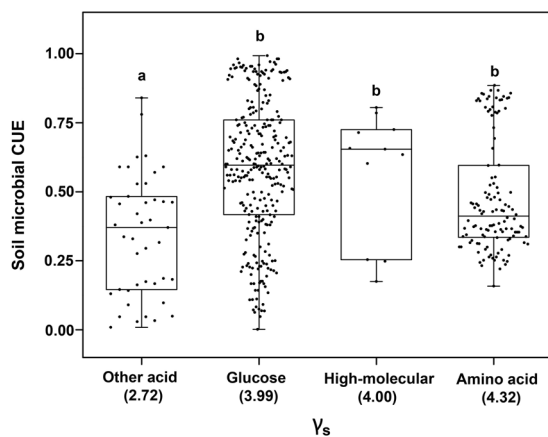 b
b
b
a
1.00
0.75
0.50
0.25
0.00
Soil microbial CUE
Other acid Glucose High-molecular Amino acid
(2.72) (3.99) (4.00) (4.32)
γs